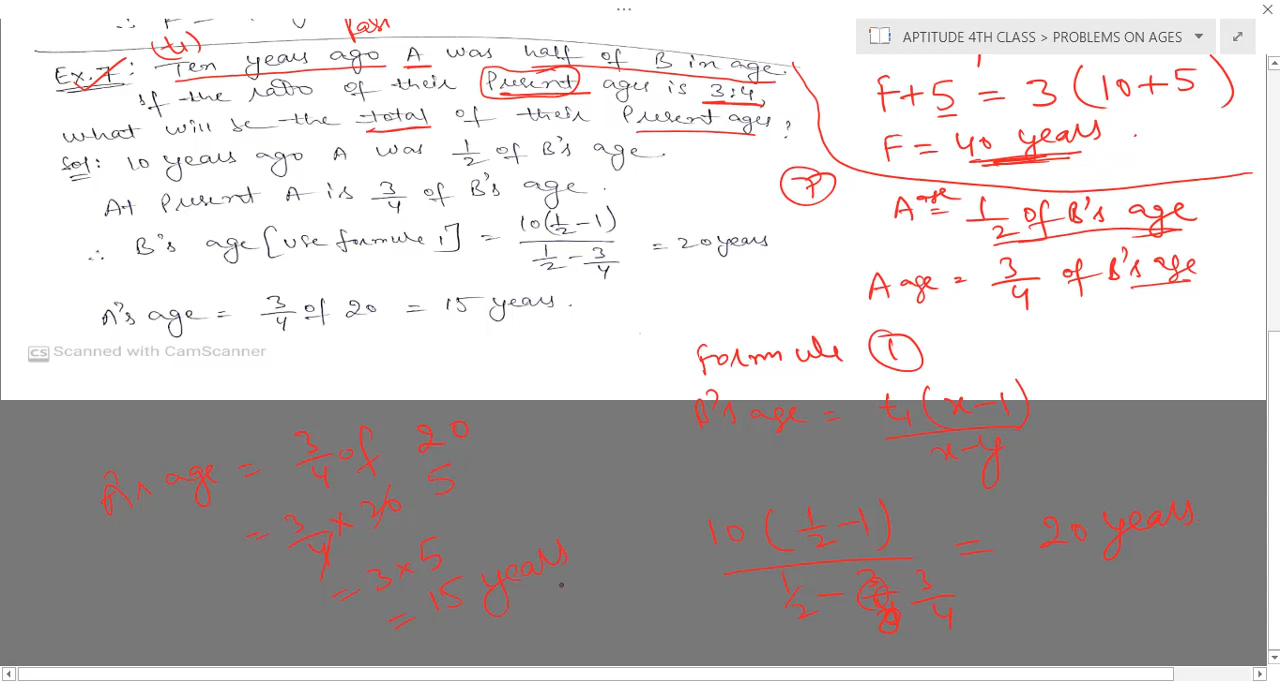 APTITUDE 4TH CLASS > PROBLEMS ON AGES
(t₁)
Ex.7: Ten years ago A was half of B in age
If the ratio of their Present ages is 3:4,
what will be the total of their Present ages?
Sol: 10 years ago A was 1/2 of B's age.
At Present A is 3/4 of B's age.
∴ B's age [use formule 1] = 10(1/2 - 1) / (1/2 - 3/4) = 20 years
A's age = 3/4 of 20 = 15 years.
CS Scanned with CamScanner
F+5 = 3(10+5)
F = 40 years.
7
A age = 1/2 of B's age
A age = 3/4 of B's age
formule 1
B's age = t₁(x-1) / x-y
10(1/2 - 1) / 1/2 - 3/4 = 20 years
A's age = 3/4 of 20
= 3/4 × 5
= 3×5
= 15 years